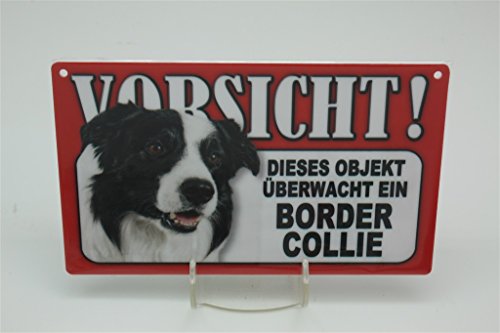 VORSICHT!
DIESES OBJEKT
ÜBERWACHT EIN
BORDER
COLLIE